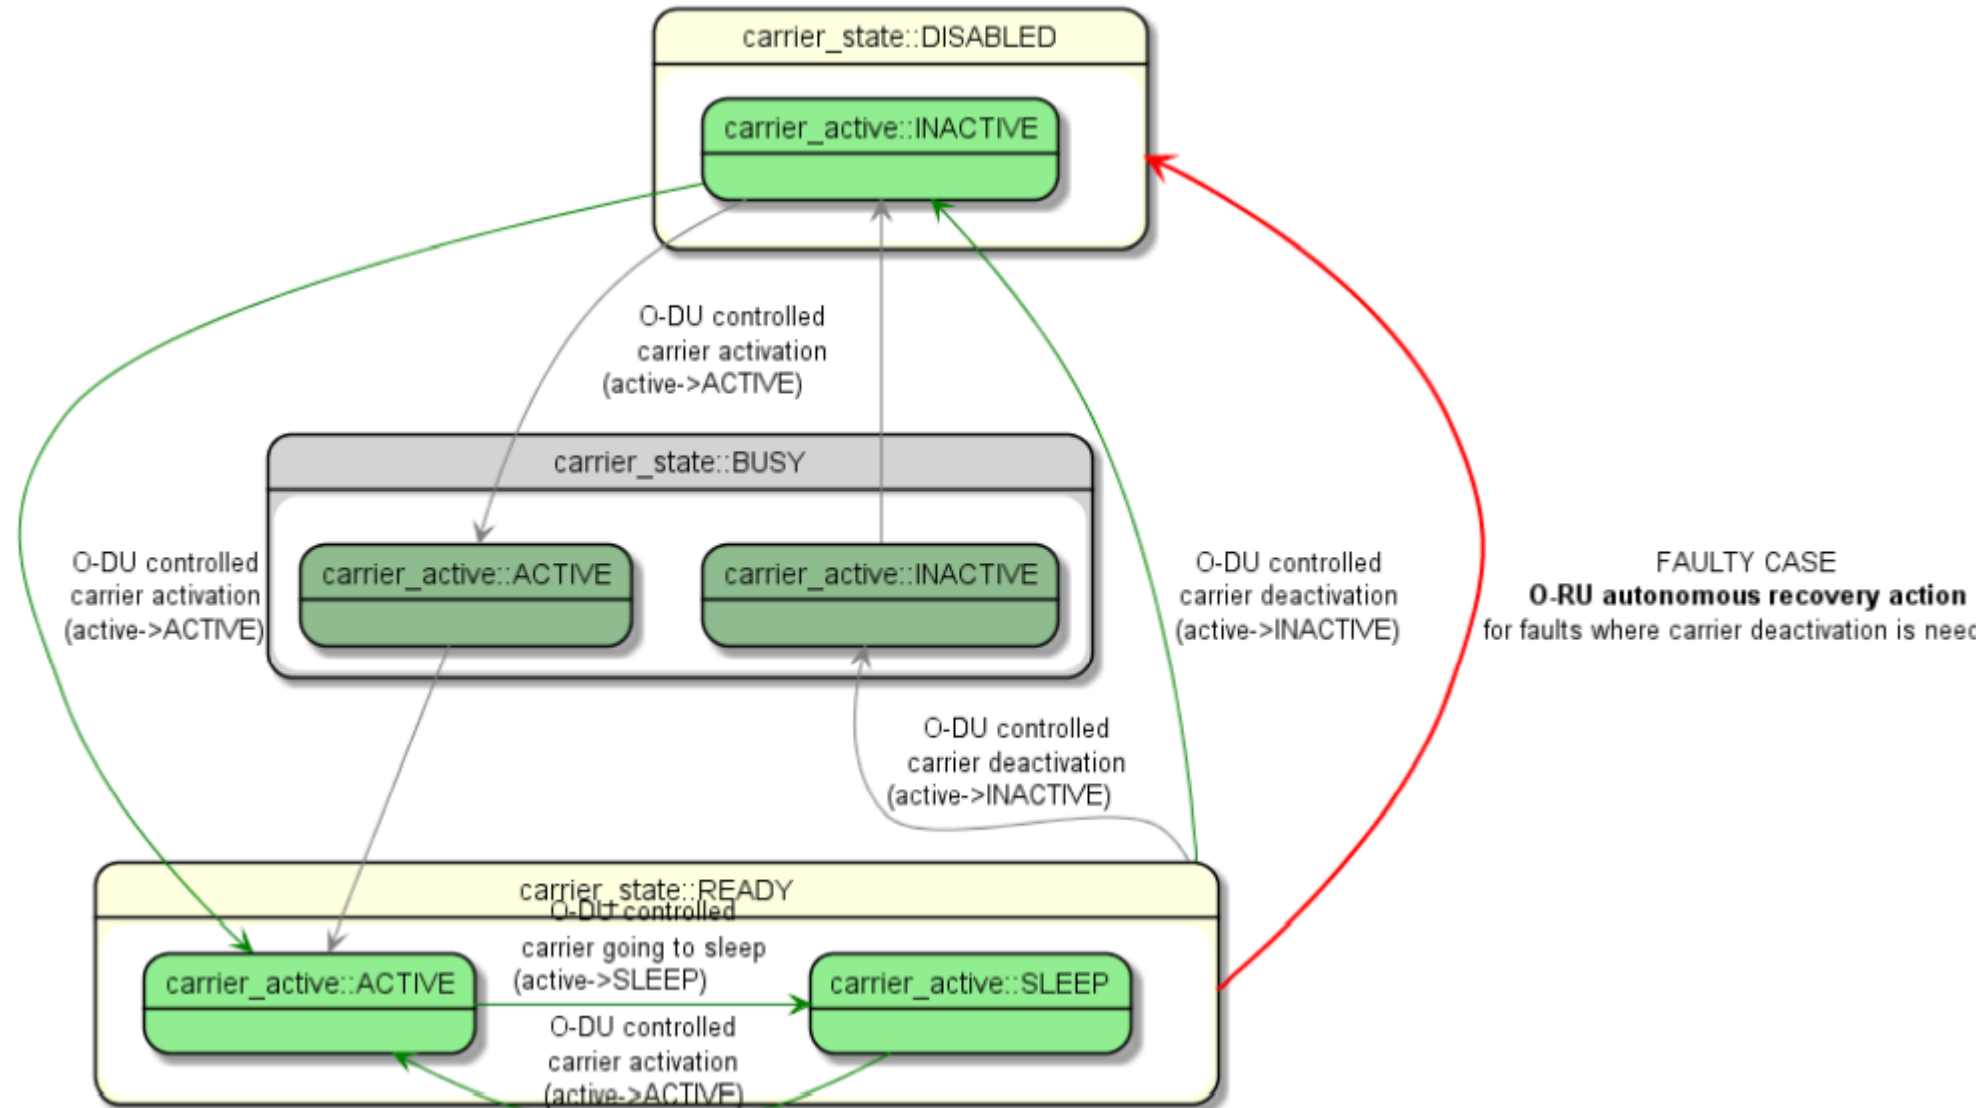 carrier_state::DISABLED
carrier_active::INACTIVE
O-DU controlled
carrier activation
(active->ACTIVE)
carrier_state::BUSY
carrier_active::ACTIVE
carrier_active::INACTIVE
O-DU controlled
carrier activation
(active->ACTIVE)
O-DU controlled
carrier deactivation
(active->INACTIVE)
FAULTY CASE
O-RU autonomous recovery action
for faults where carrier deactivation is
O-DU controlled
carrier deactivation
(active->INACTIVE)
carrier_state::READY
O-DU controlled
carrier going to sleep
(active->SLEEP)
carrier_active::ACTIVE
carrier_active::SLEEP
O-DU controlled
carrier activation
(active->ACTIVE)